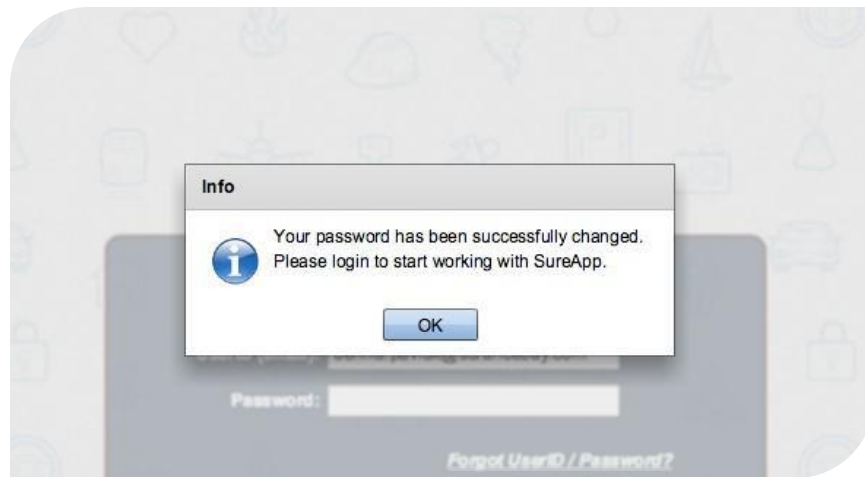 Info
Your password has been successfully changed.
Please login to start working with SureApp.
OK
Password:
Forgot UserID / Password?